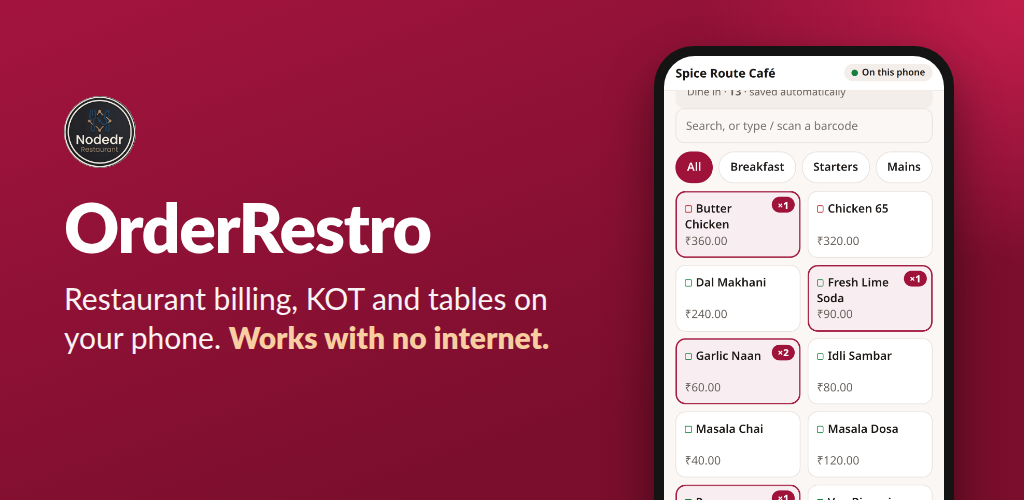 Nodedr
Restaurant
OrderRestro
Restaurant billing, KOT and tables on
your phone. Works with no internet.
Spice Route Café
On this phone
Dine in · 13 · saved automatically
Search, or type / scan a barcode
All
Breakfast
Starters
Mains
Butter
Chicken
×1
₹360.00
Chicken 65
₹320.00
Dal Makhani
₹240.00
Fresh Lime
Soda
×1
₹90.00
Garlic Naan
×2
₹60.00
Idli Sambar
₹80.00
Masala Chai
₹40.00
Masala Dosa
₹120.00
×1